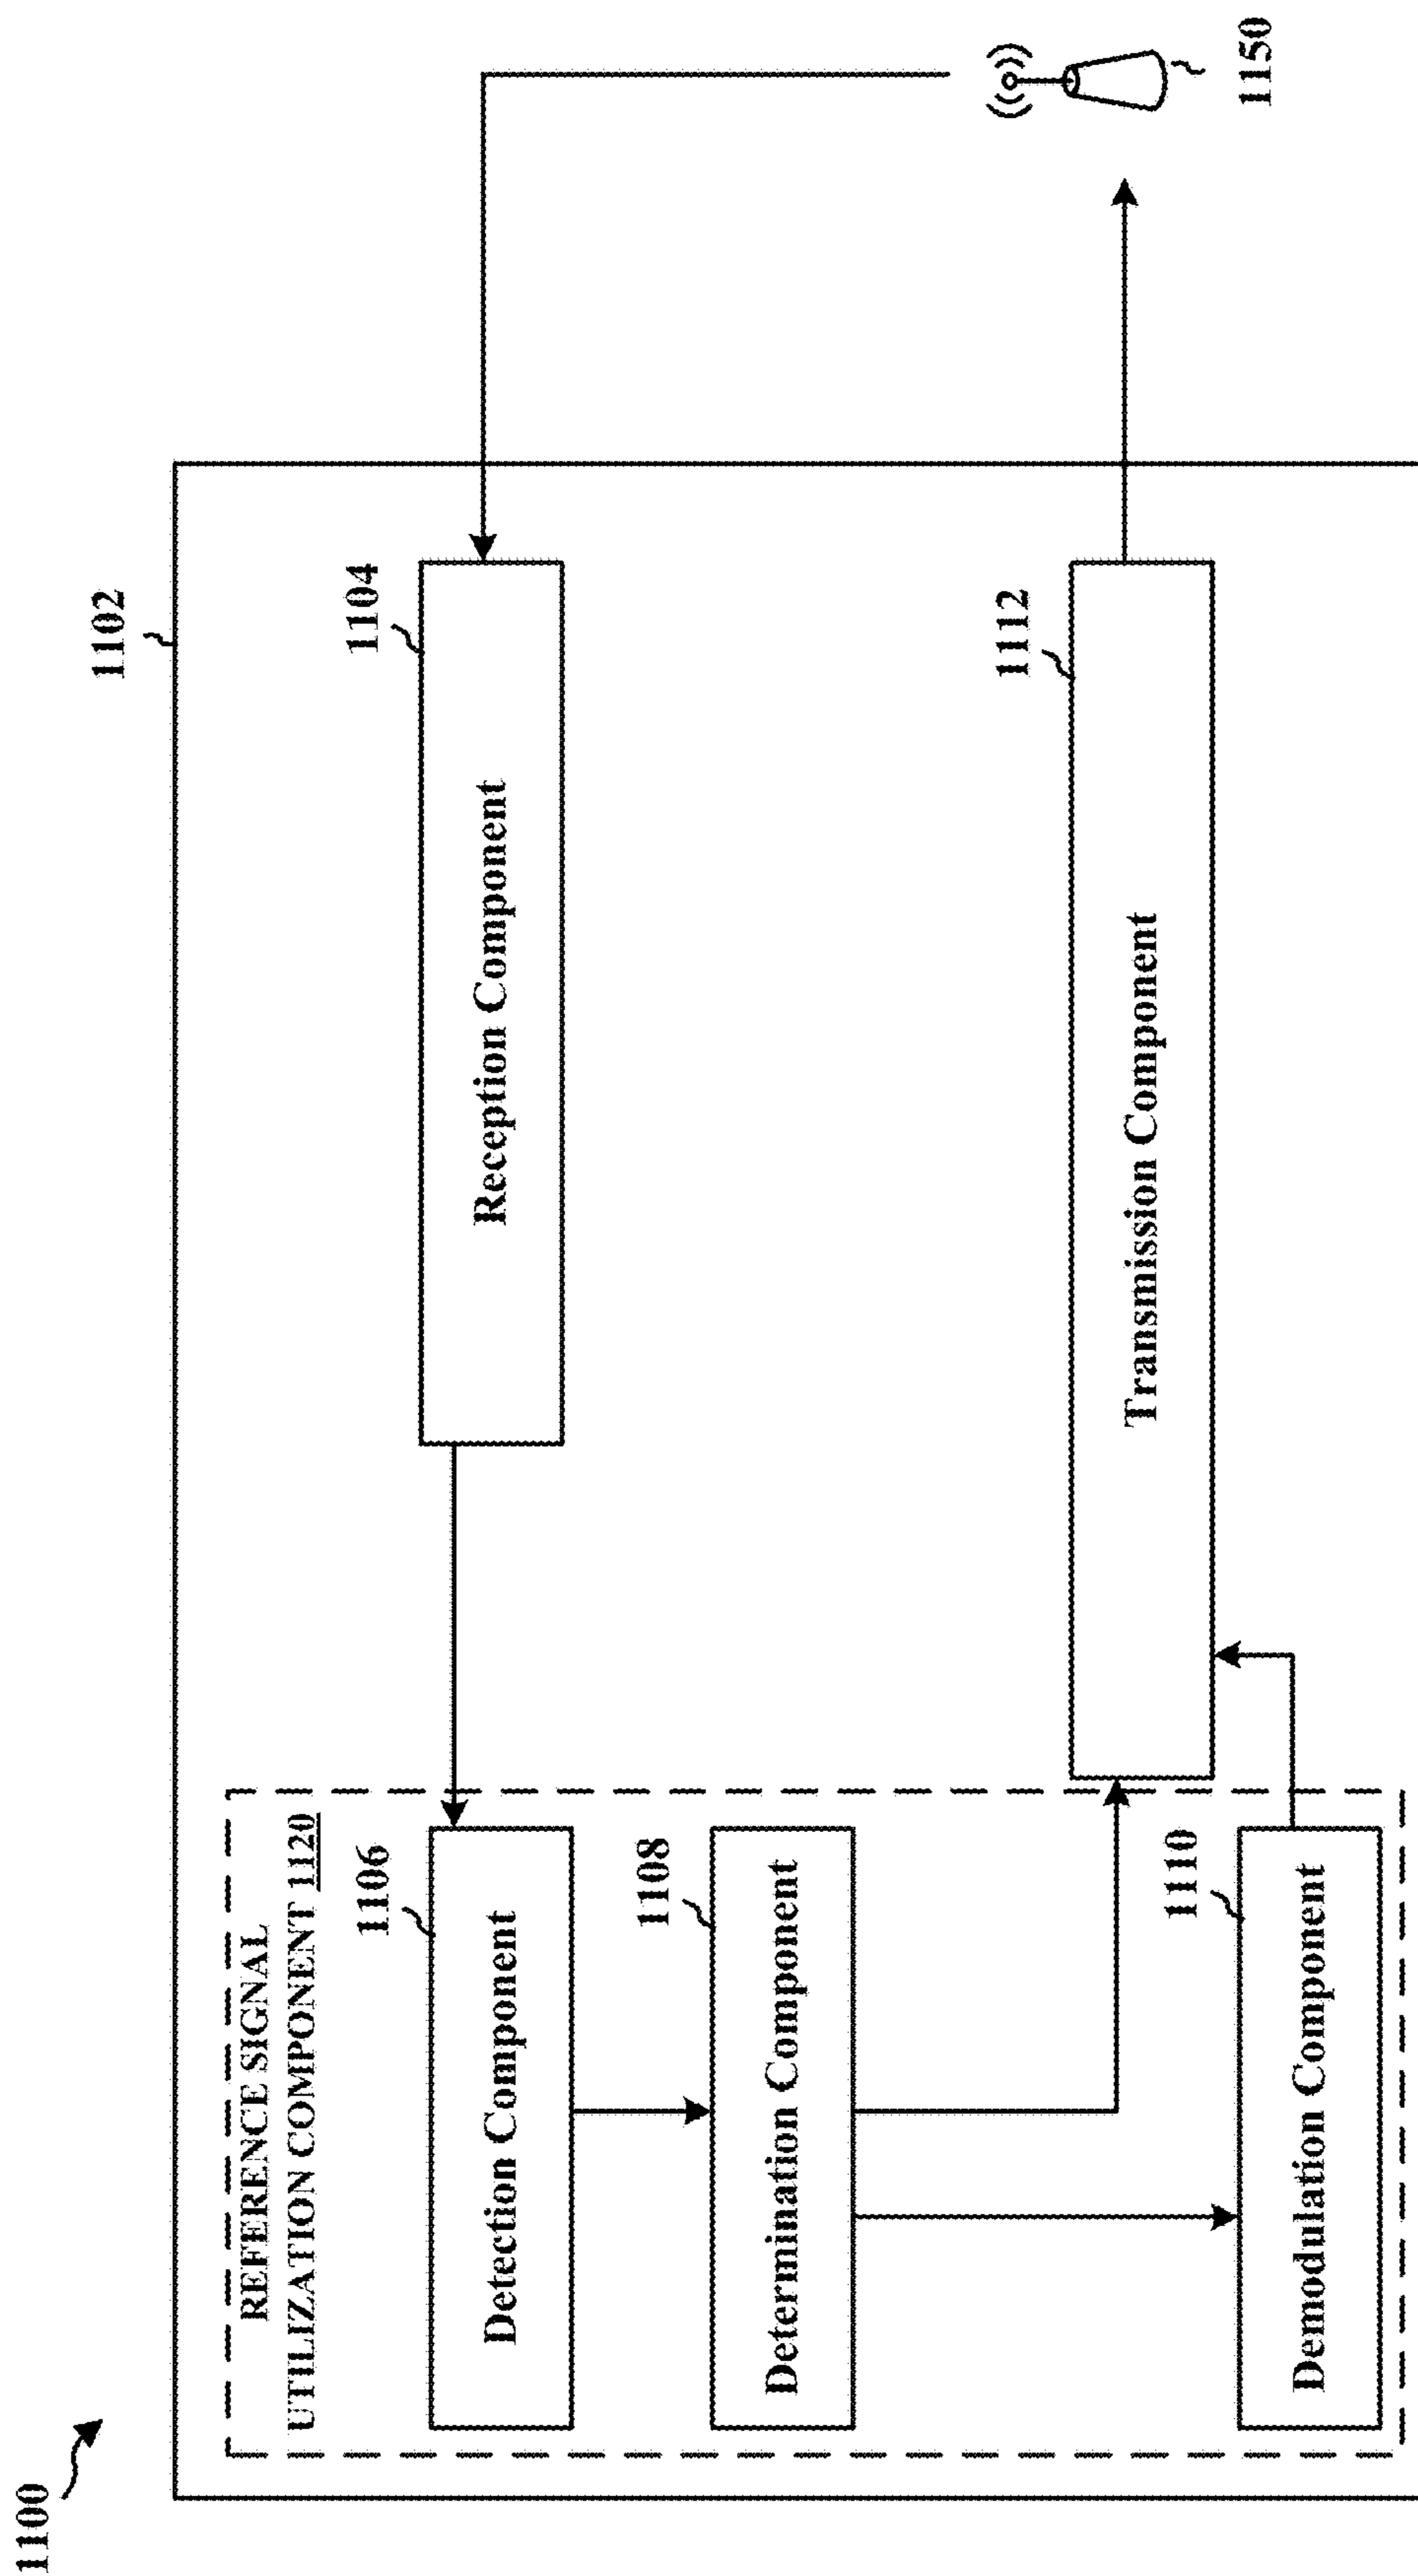 1100
1102
REFERENCE SIGNAL
UTILIZATION COMPONENT 1120
1106
Detection Component
1104
Reception Component
1108
Determination Component
1112
Transmission Component
1110
Demodulation Component
1150